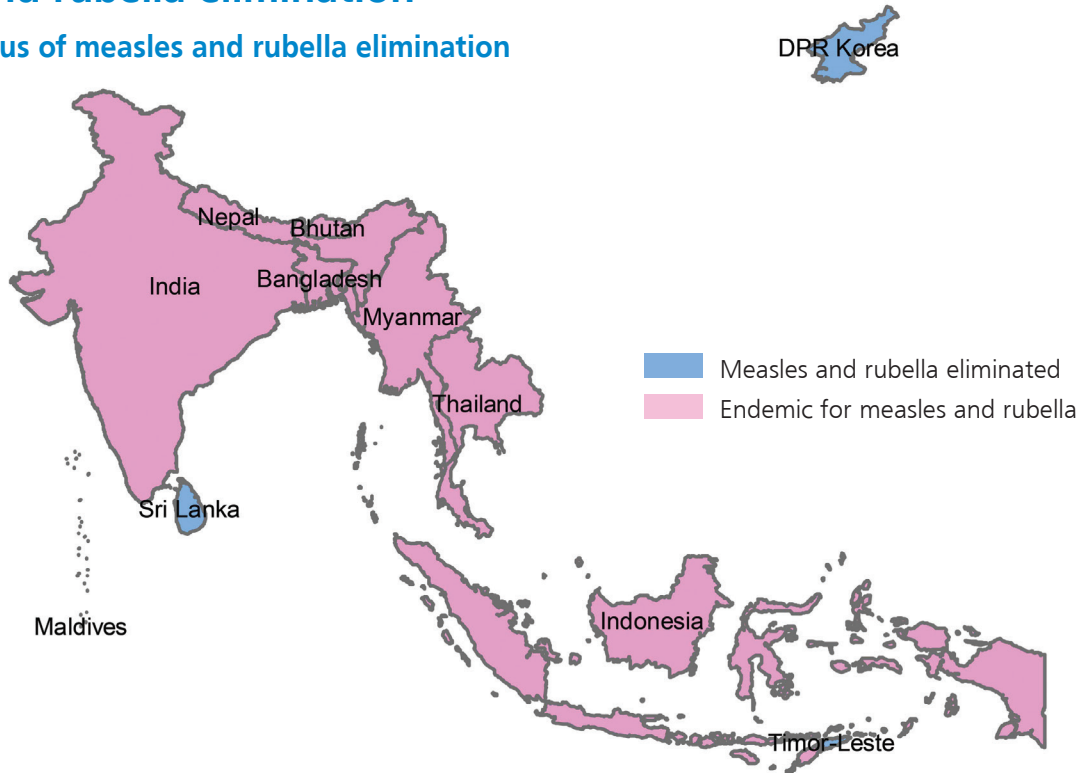 us of measles and rubella elimination
DPR Korea
Nepal
Bhutan
India
Bangladesh
Myanmar
Measles and rubella eliminated
Endemic for measles and rubella
Thailand
Sri Lanka
Maldives
Indonesia
Timor-Leste